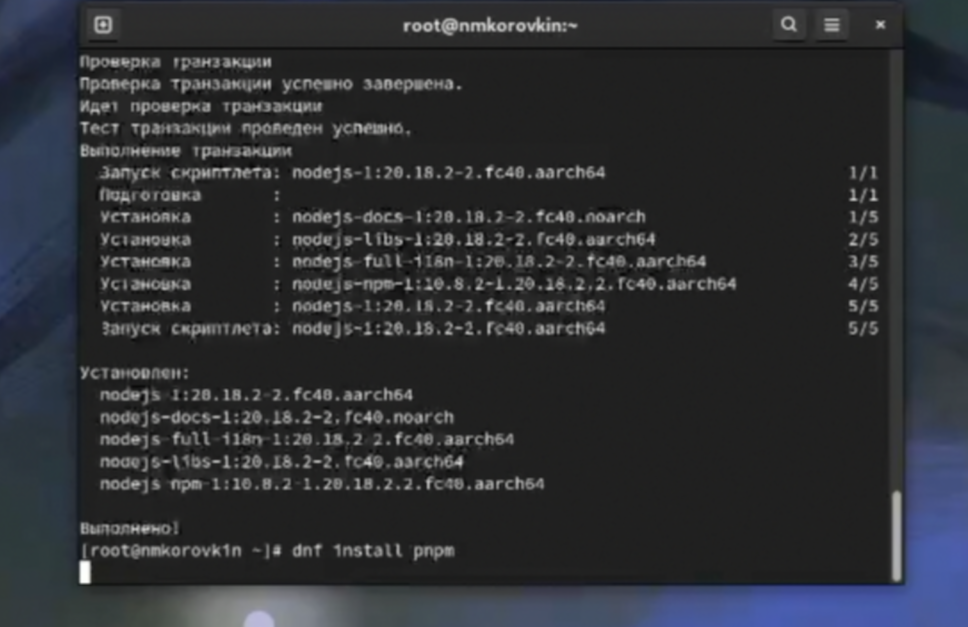 root@nmkorovkin:~
Проверка транзакции
Проверка транзакции успешно завершена.
Идет проверка транзакции
Тест транзакции проведен успешно.
Выполнение транзакции
Запуск скриптлета: nodejs-1:20.18.2-2.fc40.aarch64 1/1
Подготовка : 1/1
Установка : nodejs-docs-1:20.18.2-2.fc40.noarch 1/5
Установка : nodejs-libs-1:20.18.2-2.fc40.aarch64 2/5
Установка : nodejs-full-i18n-1:20.18.2-2.fc40.aarch64 3/5
Установка : nodejs-npm-1:10.8.2-1.20.18.2.2.fc40.aarch64 4/5
Установка : nodejs-1:20.18.2-2.fc40.aarch64 5/5
Запуск скриптлета: nodejs-1:20.18.2-2.fc40.aarch64 5/5
Установлен:
nodejs-1:20.18.2-2.fc40.aarch64
nodejs-docs-1:20.18.2-2.fc40.noarch
nodejs-full-i18n-1:20.18.2-2.fc40.aarch64
nodejs-libs-1:20.18.2-2.fc40.aarch64
nodejs-npm-1:10.8.2-1.20.18.2.2.fc40.aarch64
Выполнено!
[root@nmkorovkin ~]# dnf install pnpm